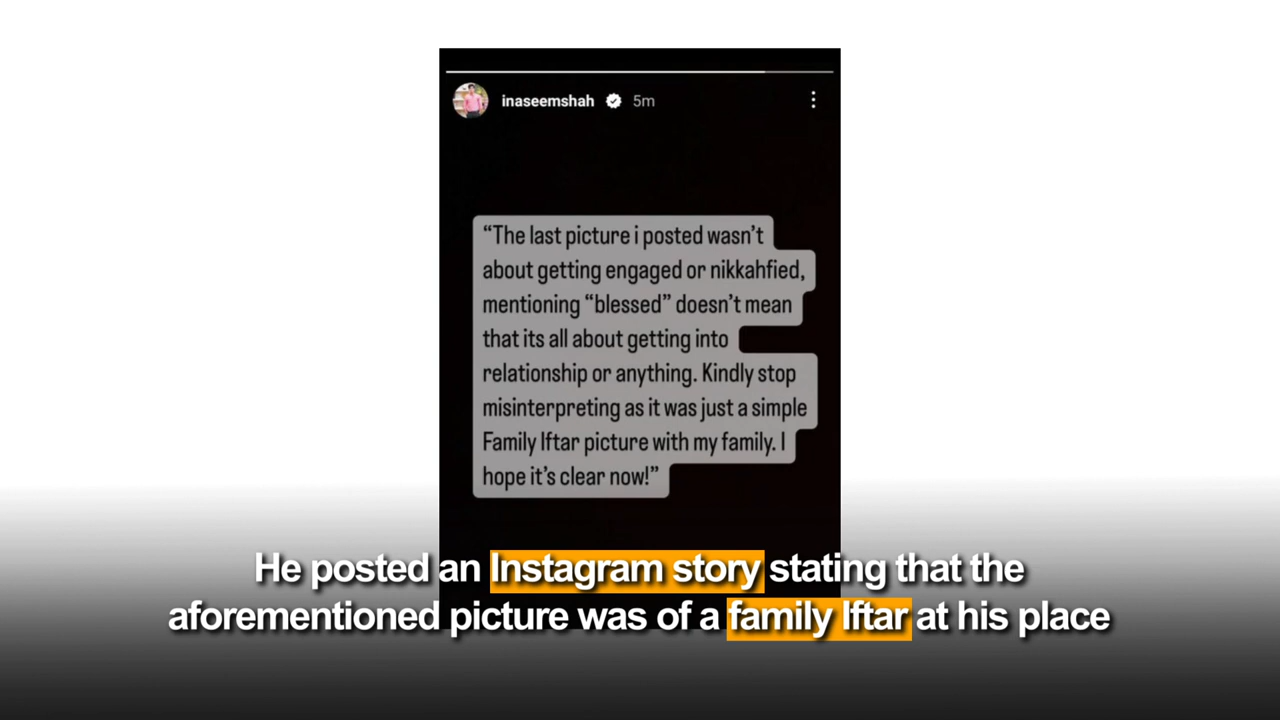 inaseemshah 5m
“The last picture i posted wasn’t
about getting engaged or nikkahfied,
mentioning “blessed” doesn’t mean
that its all about getting into
relationship or anything. Kindly stop
misinterpreting as it was just a simple
Family Iftar picture with my family. I
hope it’s clear now!”
He posted an Instagram story stating that the
aforementioned picture was of a family Iftar at his place